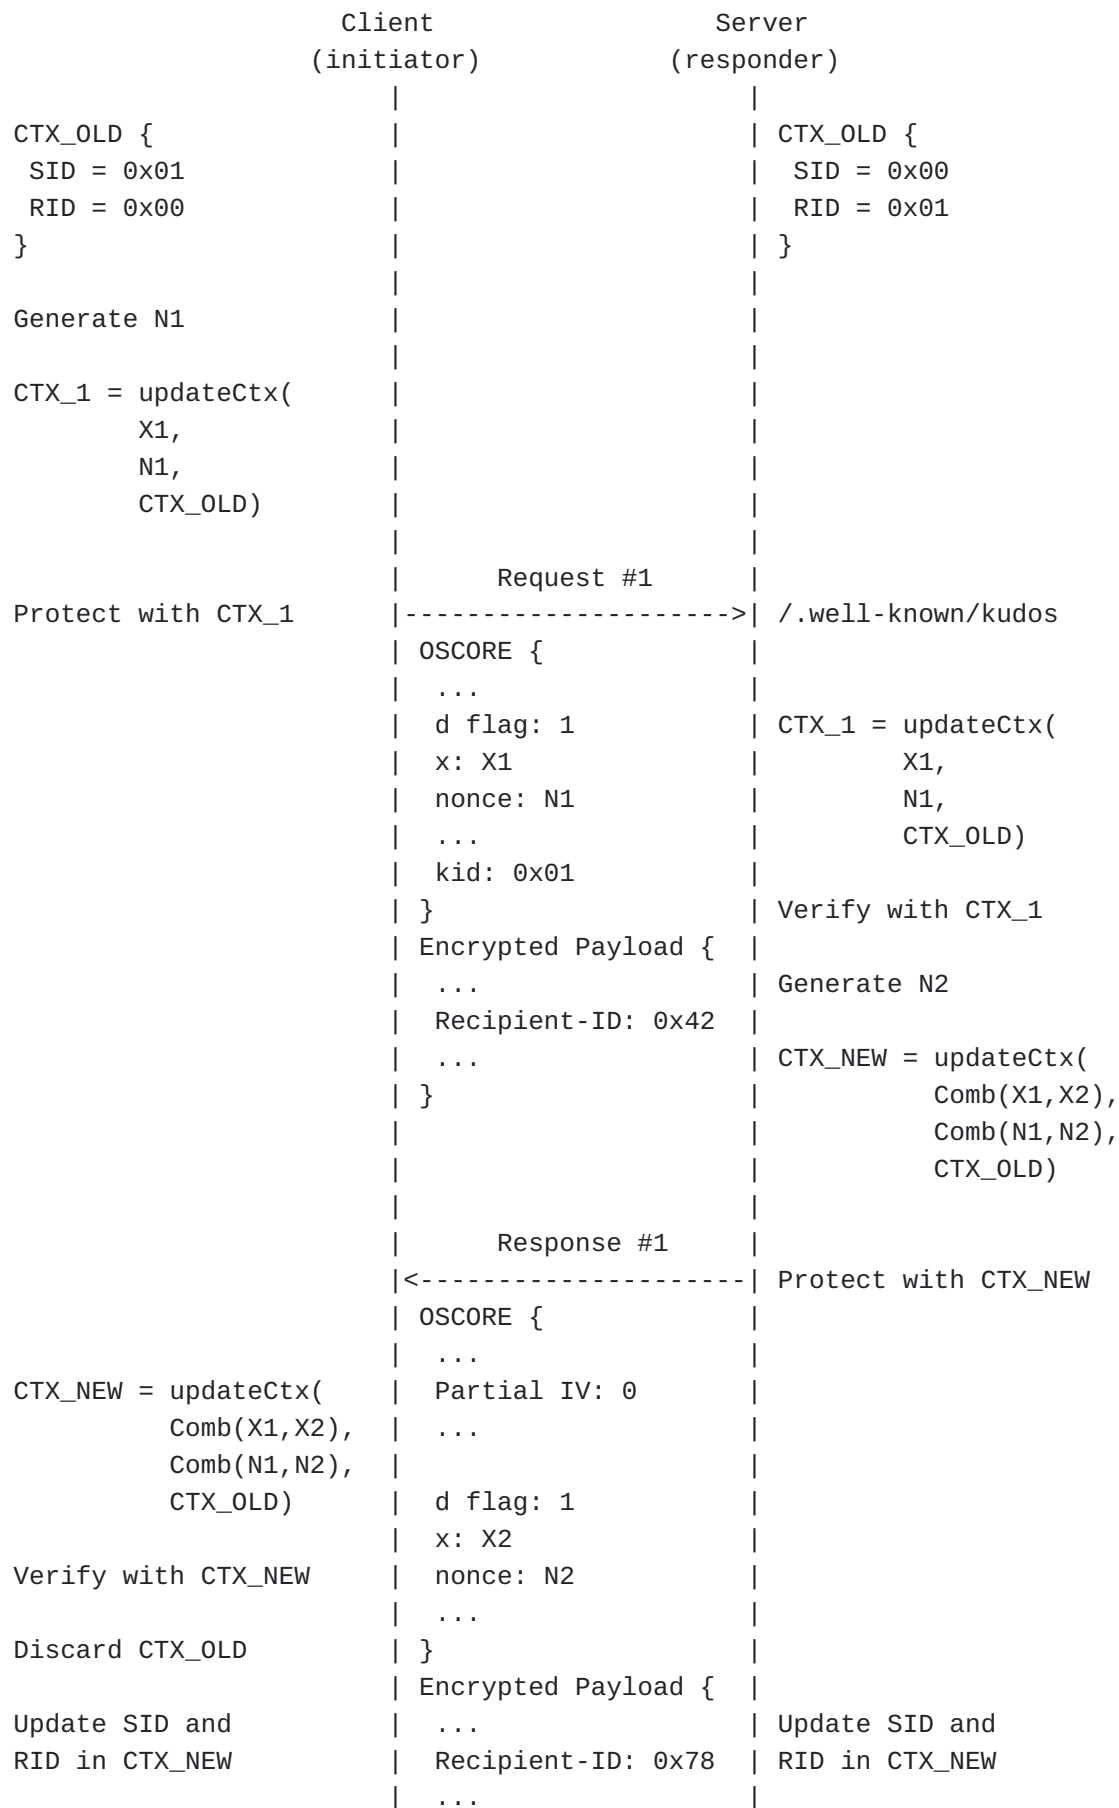 Client                  Server
                   (initiator)            (responder)
                        |                      |
CTX_OLD {               |                      | CTX_OLD {
 SID = 0x01             |                      |  SID = 0x00
 RID = 0x00             |                      |  RID = 0x01
}                       |                      | }
                        |                      |
Generate N1             |                      |
                        |                      |
CTX_1 = updateCtx(      |                      |
        X1,             |                      |
        N1,             |                      |
        CTX_OLD)        |                      |
                        |                      |
                        |      Request #1      |
Protect with CTX_1      |--------------------->| /.well-known/kudos
                        | OSCORE {             |
                        |  ...                 |
                        |  d flag: 1           | CTX_1 = updateCtx(
                        |  x: X1               |         X1,
                        |  nonce: N1           |         N1,
                        |  ...                 |         CTX_OLD)
                        |  kid: 0x01           |
                        | }                    | Verify with CTX_1
                        | Encrypted Payload {  |
                        |  ...                 | Generate N2
                        |  Recipient-ID: 0x42  |
                        |  ...                 | CTX_NEW = updateCtx(
                        | }                    |           Comb(X1,X2),
                        |                      |           Comb(N1,N2),
                        |                      |           CTX_OLD)
                        |                      |
                        |      Response #1     |
                        |<---------------------| Protect with CTX_NEW
                        | OSCORE {             |
                        |  ...                 |
CTX_NEW = updateCtx(    |  Partial IV: 0       |
          Comb(X1,X2),  |  ...                 |
          Comb(N1,N2),  |                      |
          CTX_OLD)      |  d flag: 1           |
                        |  x: X2               |
Verify with CTX_NEW     |  nonce: N2           |
                        |  ...                 |
Discard CTX_OLD         | }                    |
                        | Encrypted Payload {  |
Update SID and          |  ...                 | Update SID and
RID in CTX_NEW          |  Recipient-ID: 0x78  | RID in CTX_NEW
                        |  ...                 |